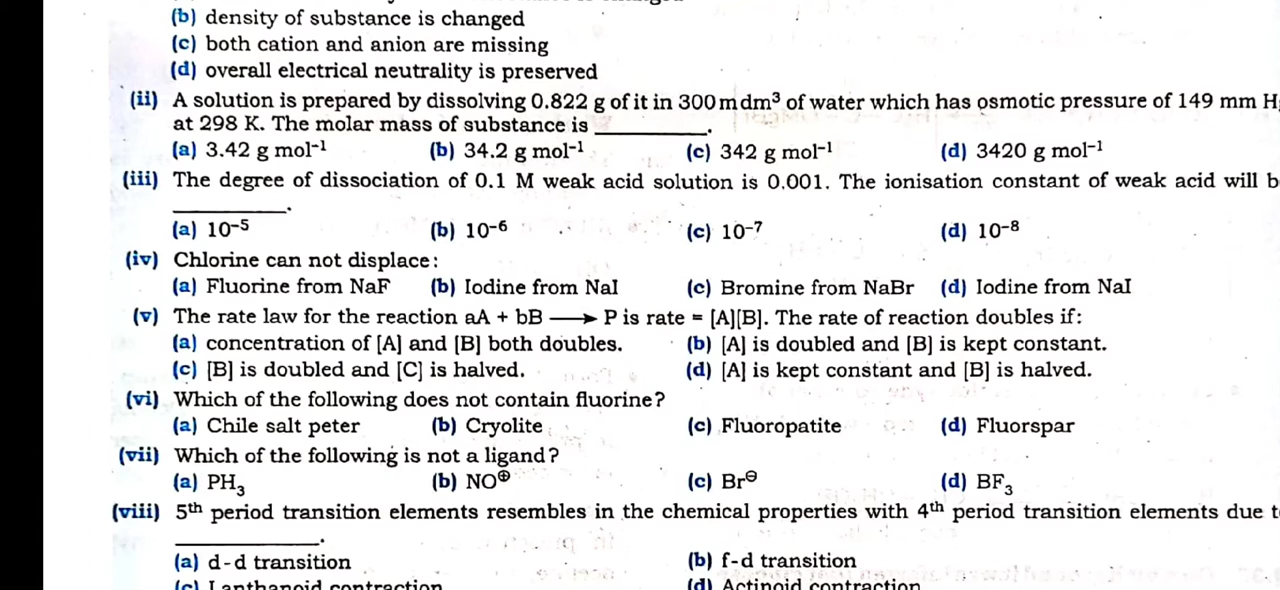 (b) density of substance is changed
(c) both cation and anion are missing
(d) overall electrical neutrality is preserved
(ii) A solution is prepared by dissolving 0.822 g of it in 300 mdm³ of water which has osmotic pressure of 149 mm H
at 298 K. The molar mass of substance is ________.
(a) 3.42 g mol⁻¹ (b) 34.2 g mol⁻¹ (c) 342 g mol⁻¹ (d) 3420 g mol⁻¹
(iii) The degree of dissociation of 0.1 M weak acid solution is 0.001. The ionisation constant of weak acid will b
________.
(a) 10⁻⁵ (b) 10⁻⁶ (c) 10⁻⁷ (d) 10⁻⁸
(iv) Chlorine can not displace:
(a) Fluorine from NaF (b) Iodine from NaI (c) Bromine from NaBr (d) Iodine from NaI
(v) The rate law for the reaction aA + bB ⟶ P is rate = [A][B]. The rate of reaction doubles if:
(a) concentration of [A] and [B] both doubles. (b) [A] is doubled and [B] is kept constant.
(c) [B] is doubled and [C] is halved. (d) [A] is kept constant and [B] is halved.
(vi) Which of the following does not contain fluorine?
(a) Chile salt peter (b) Cryolite (c) Fluoropatite (d) Fluorspar
(vii) Which of the following is not a ligand?
(a) PH₃ (b) NO⊕ (c) Br⊖ (d) BF₃
(viii) 5th period transition elements resembles in the chemical properties with 4th period transition elements due t
________.
(a) d-d transition (b) f-d transition
(c) Lanthanoid contraction (d) Actinoid contraction